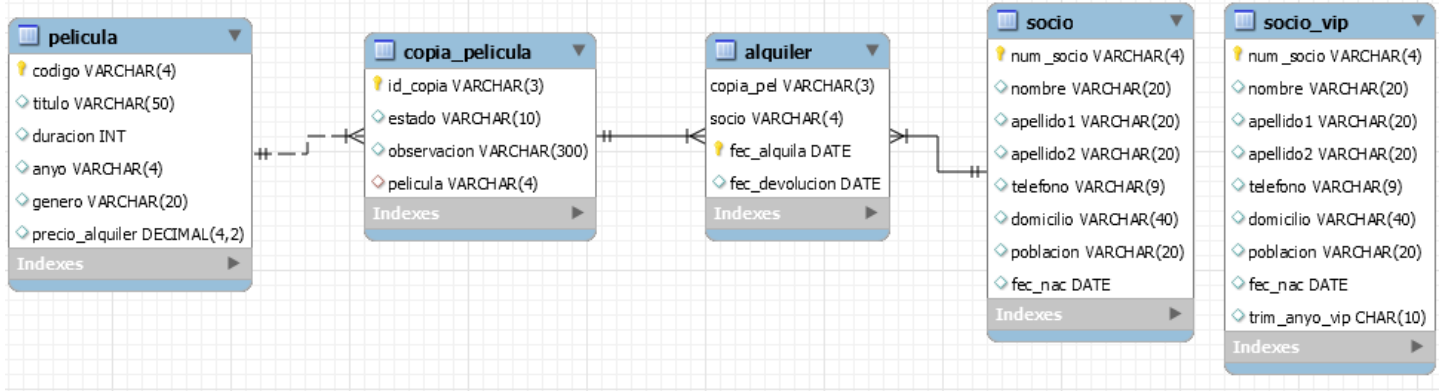 pelicula
codigo VARCHAR(4)
titulo VARCHAR(50)
duracion INT
anyo VARCHAR(4)
genero VARCHAR(20)
precio_alquiler DECIMAL(4,2)
Indexes
copia_pelicula
id_copia VARCHAR(3)
estado VARCHAR(10)
observacion VARCHAR(300)
pelicula VARCHAR(4)
Indexes
alquiler
copia_pel VARCHAR(3)
socio VARCHAR(4)
fec_alquila DATE
fec_devolucion DATE
Indexes
socio
num_socio VARCHAR(4)
nombre VARCHAR(20)
apellido1 VARCHAR(20)
apellido2 VARCHAR(20)
telefono VARCHAR(9)
domicilio VARCHAR(40)
poblacion VARCHAR(20)
fec_nac DATE
Indexes
socio_vip
num_socio VARCHAR(4)
nombre VARCHAR(20)
apellido1 VARCHAR(20)
apellido2 VARCHAR(20)
telefono VARCHAR(9)
domicilio VARCHAR(40)
poblacion VARCHAR(20)
fec_nac DATE
trim_anyo_vip CHAR(10)
Indexes